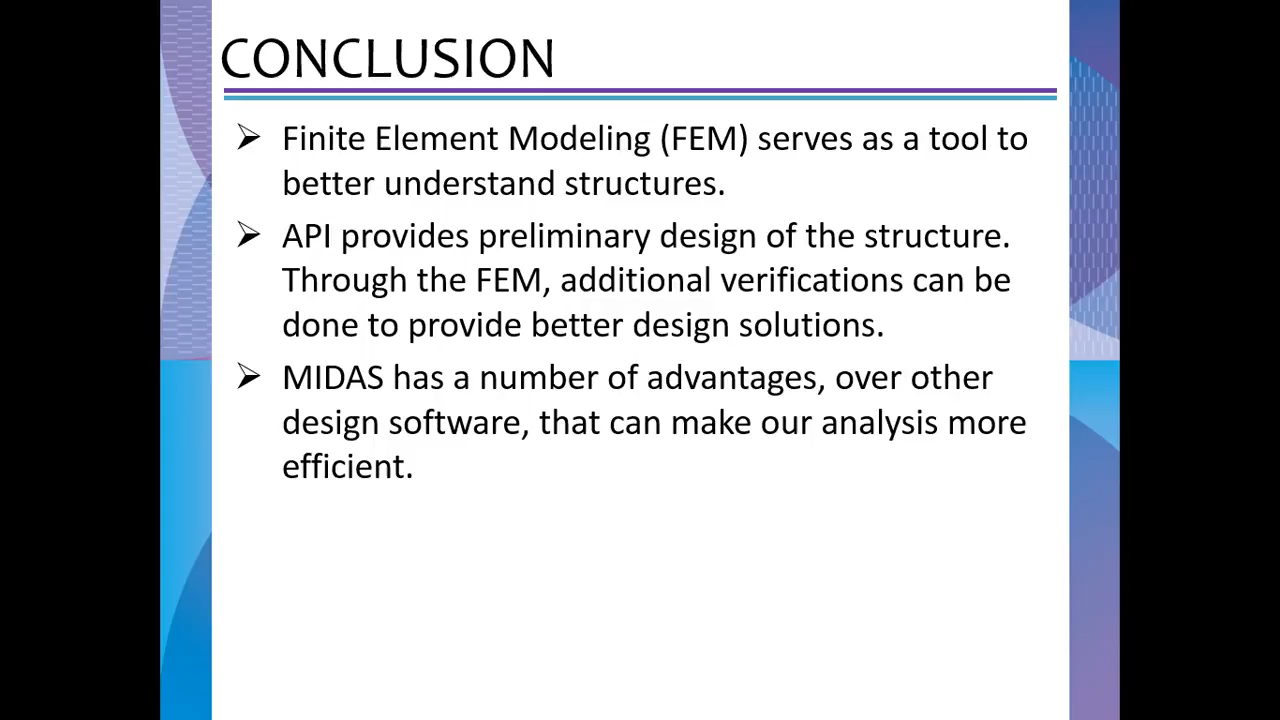 CONCLUSION
Finite Element Modeling (FEM) serves as a tool to
better understand structures.
API provides preliminary design of the structure.
Through the FEM, additional verifications can be
done to provide better design solutions.
MIDAS has a number of advantages, over other
design software, that can make our analysis more
efficient.